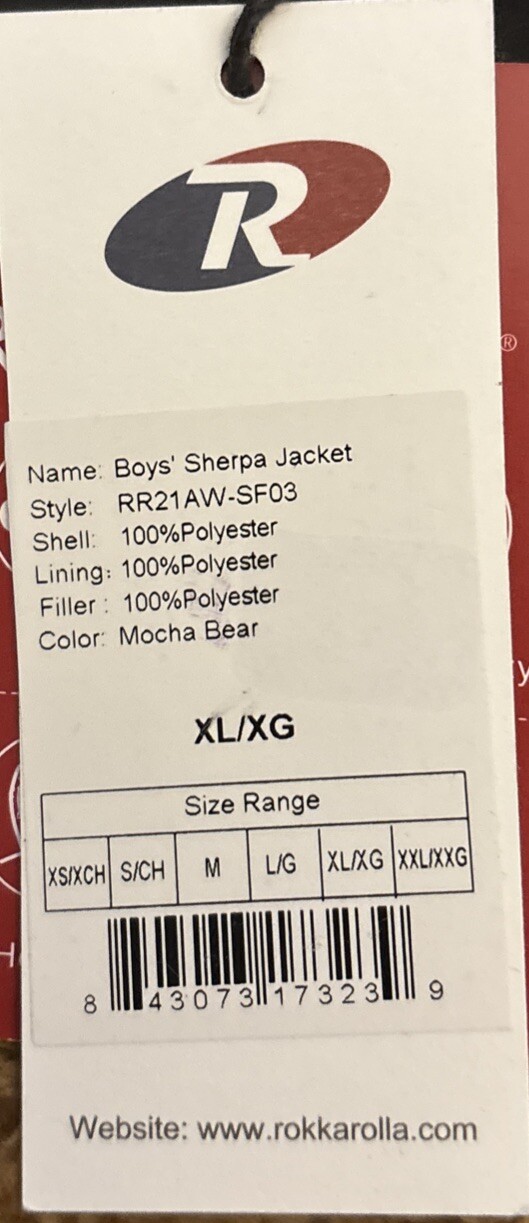 R
®
Name: Boys' Sherpa Jacket
Style: RR21AW-SF03
Shell: 100%Polyester
Lining: 100%Polyester
Filler : 100%Polyester
Color: Mocha Bear
XL/XG
Size Range
XS/XCH S/CH M L/G XL/XG XXL/XXG
8 43073 17323 9
Website: www.rokkarolla.com